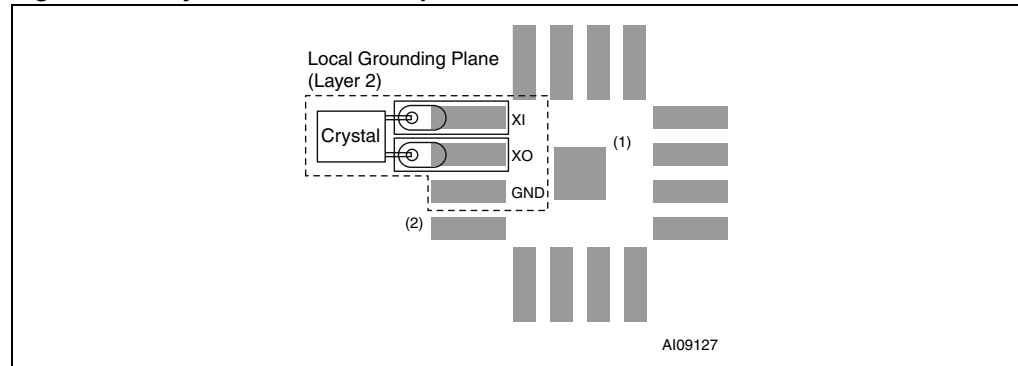 Local Grounding Plane
(Layer 2)
Crystal
XI
XO
GND
(1)
(2)
AI09127